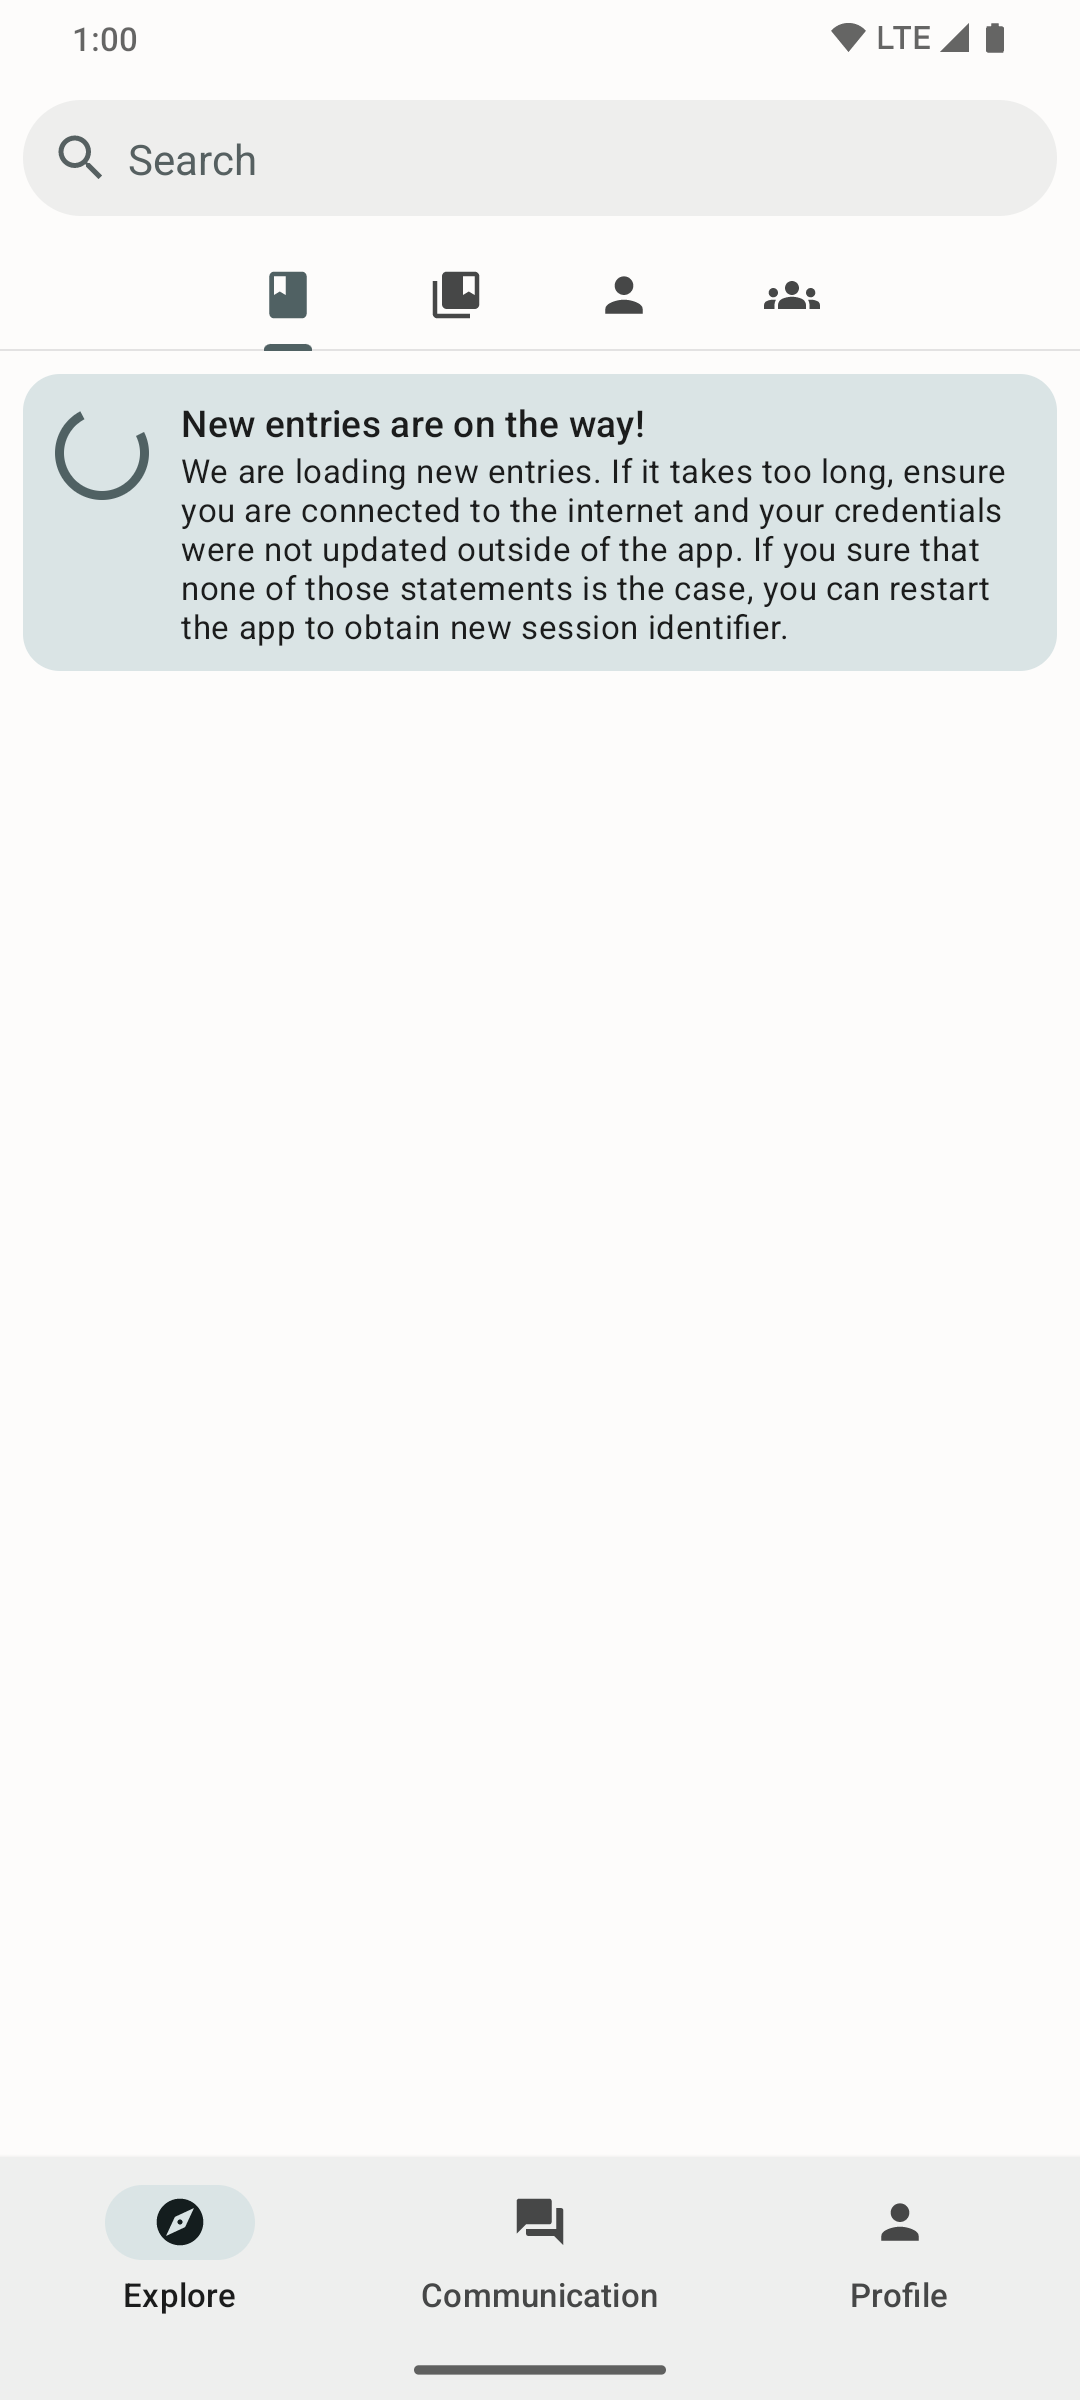 1:00
LTE
Search
New entries are on the way!
We are loading new entries. If it takes too long, ensure
you are connected to the internet and your credentials
were not updated outside of the app. If you sure that
none of those statements is the case, you can restart
the app to obtain new session identifier.
Explore
Communication
Profile